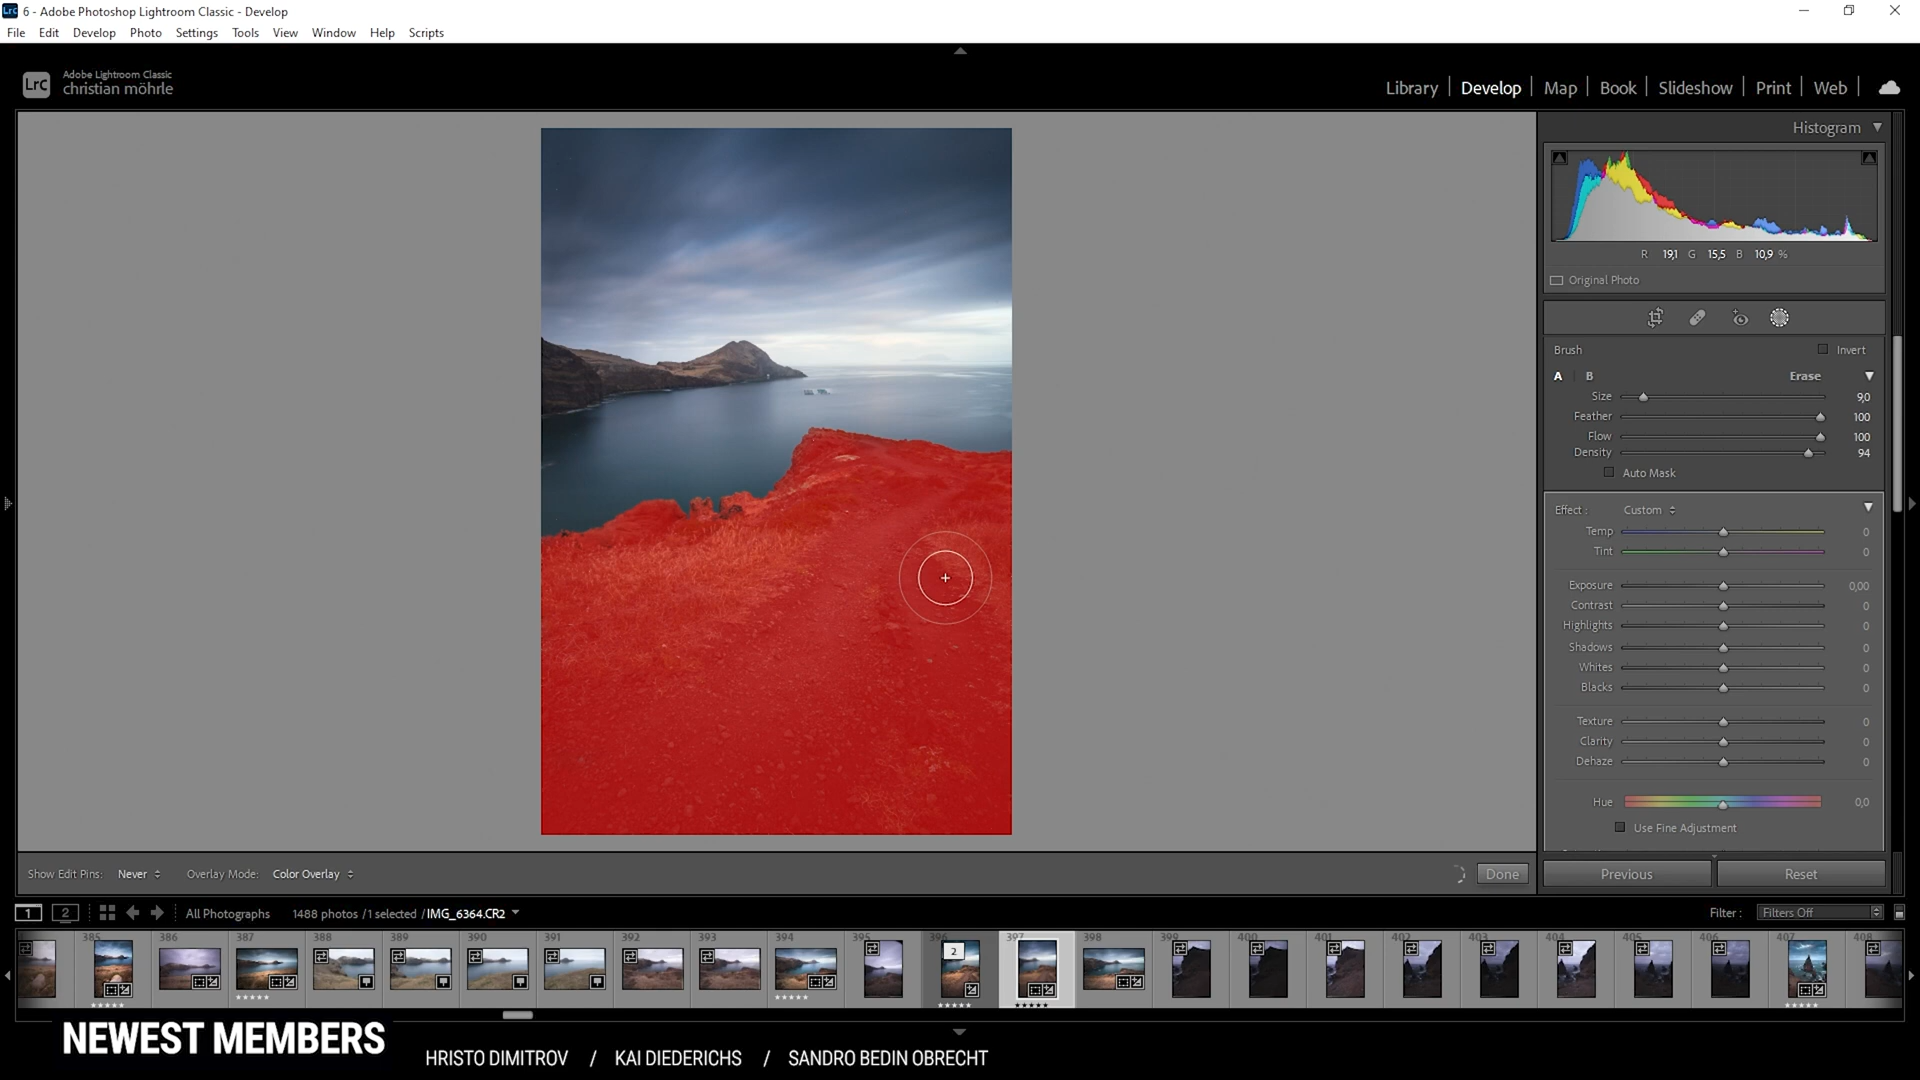 6 - Adobe Photoshop Lightroom Classic - Develop
File Edit Develop Photo Settings Tools View Window Help Scripts
LrC
Adobe Lightroom Classic
christian möhrle
Library Develop Map Book Slideshow Print Web
Histogram
R 19,1 G 15,5 B 10,9 %
Original Photo
Brush Invert
A B Erase
Size 9,0
Feather 100
Flow 100
Density 94
Auto Mask
Effect : Custom
Temp 0
Tint 0
Exposure 0,00
Contrast 0
Highlights 0
Shadows 0
Whites 0
Blacks 0
Texture 0
Clarity 0
Dehaze 0
Hue 0,0
Use Fine Adjustment
Show Edit Pins: Never Overlay Mode: Color Overlay Done
Previous Reset
1 2 All Photographs 1488 photos /1 selected /IMG_6364.CR2 Filter : Filters Off
385 386 387 388 389 390 391 392 393 394 395 396 397 398 399 400 401 402 403 404 405 406 407 408
2
NEWEST MEMBERS
HRISTO DIMITROV / KAI DIEDERICHS / SANDRO BEDIN OBRECHT